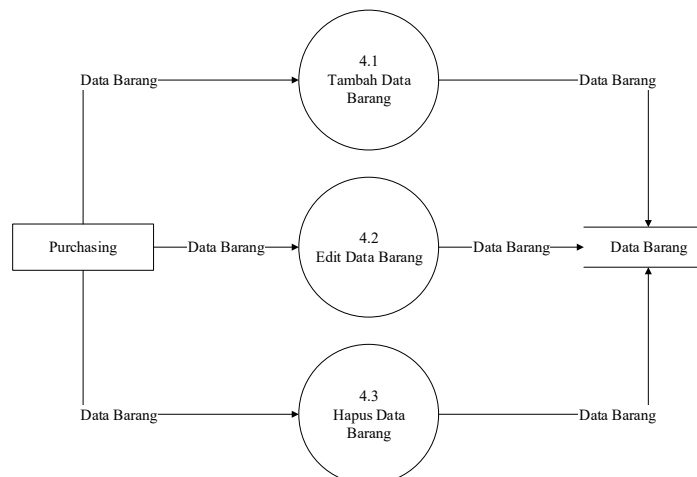 4.1
Tambah Data
Barang
Data Barang
Data Barang
Purchasing
Data Barang
4.2
Edit Data Barang
Data Barang
Data Barang
4.3
Hapus Data
Barang
Data Barang
Data Barang